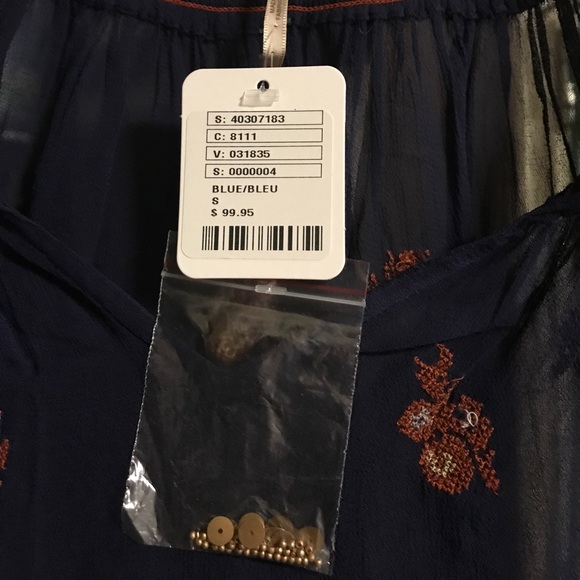 S: 40307183
C: 8111
V: 031835
S: 0000004
BLUE/BLEU
S
$ 99.95